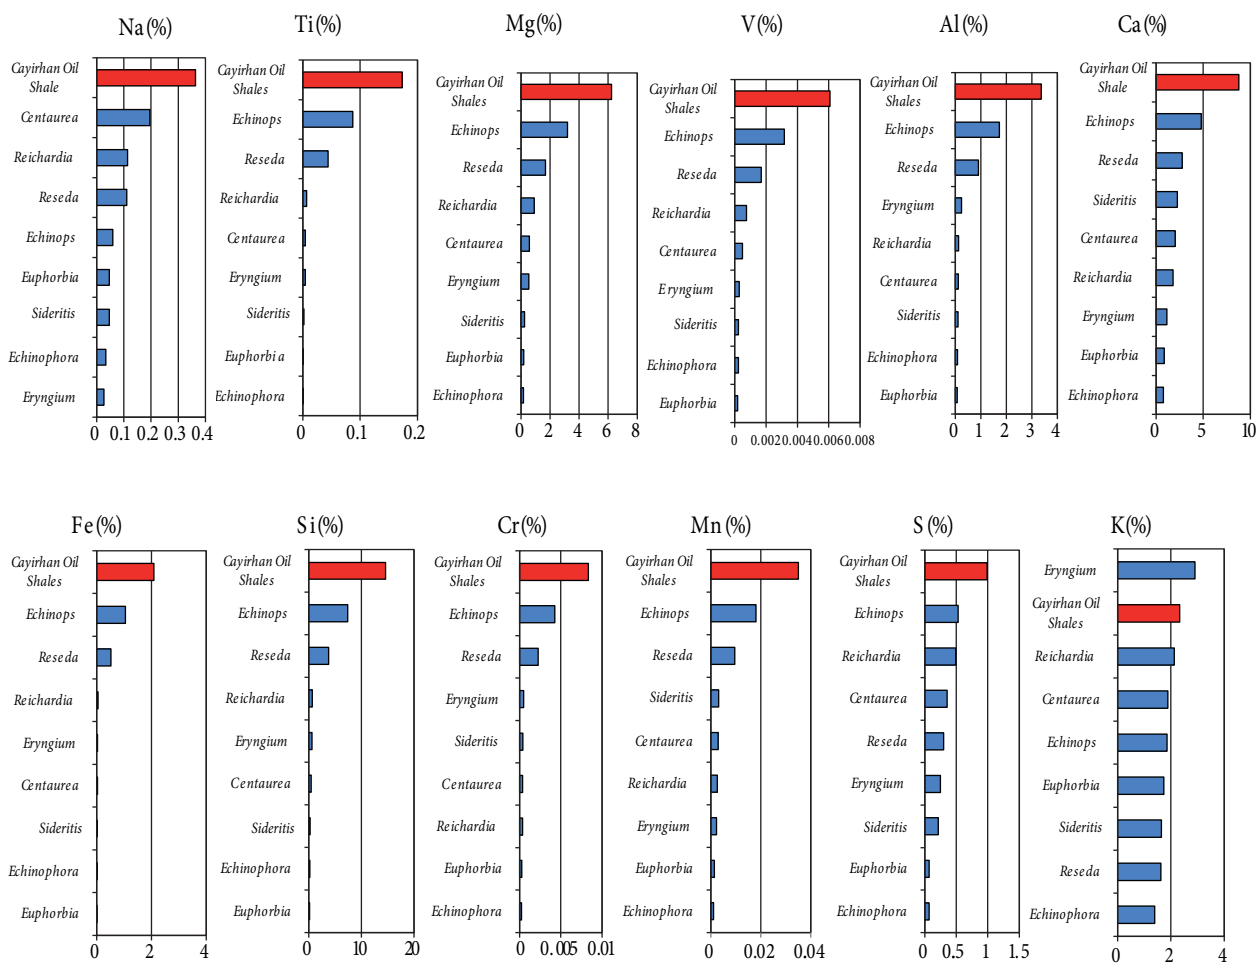 Na(%)
Cayirhan Oil
Shale
Centaurea
Reichardia
Reseda
Echinops
Euphorbia
Sideritis
Echinophora
Eryngium
0 0.1 0.2 0.3 0.4
Ti(%)
Cayirhan Oil
Shales
Echinops
Reseda
Reichardia
Centaurea
Eryngium
Sideritis
Euphorbia
Echinophora
0 0.1 0.2
Mg(%)
Cayirhan Oil
Shales
Echinops
Reseda
Reichardia
Centaurea
Eryngium
Sideritis
Euphorbia
Echinophora
0 2 4 6 8
V(%)
Cayirhan Oil
Shales
Echinops
Reseda
Reichardia
Centaurea
Eryngium
Sideritis
Echinophora
Euphorbia
0 0.002 0.004 0.006 0.008
Al(%)
Cayirhan Oil
Shales
Echinops
Reseda
Eryngium
Reichardia
Centaurea
Sideritis
Echinophora
Euphorbia
0 1 2 3 4
Ca(%)
Cayirhan Oil
Shale
Echinops
Reseda
Sideritis
Centaurea
Reichardia
Eryngium
Euphorbia
Echinophora
0 5 10
Fe(%)
Cayirhan Oil
Shales
Echinops
Reseda
Reichardia
Eryngium
Centaurea
Sideritis
Echinophora
Euphorbia
0 2 4
Si(%)
Cayirhan Oil
Shales
Echinops
Reseda
Reichardia
Eryngium
Centaurea
Sideritis
Echinophora
Euphorbia
0 10 20
Cr(%)
Cayirhan Oil
Shales
Echinops
Reseda
Eryngium
Sideritis
Centaurea
Reichardia
Euphorbia
Echinophora
0 0.005 0.01
Mn(%)
Cayirhan Oil
Shales
Echinops
Reseda
Sideritis
Centaurea
Reichardia
Eryngium
Euphorbia
Echinophora
0 0.02 0.04
S(%)
Cayirhan Oil
Shales
Echinops
Reichardia
Centaurea
Reseda
Eryngium
Sideritis
Euphorbia
Echinophora
0 0.5 1 1.5
K(%)
Eryngium
Cayirhan Oil
Shales
Reichardia
Centaurea
Echinops
Euphorbia
Sideritis
Reseda
Echinophora
0 2 4